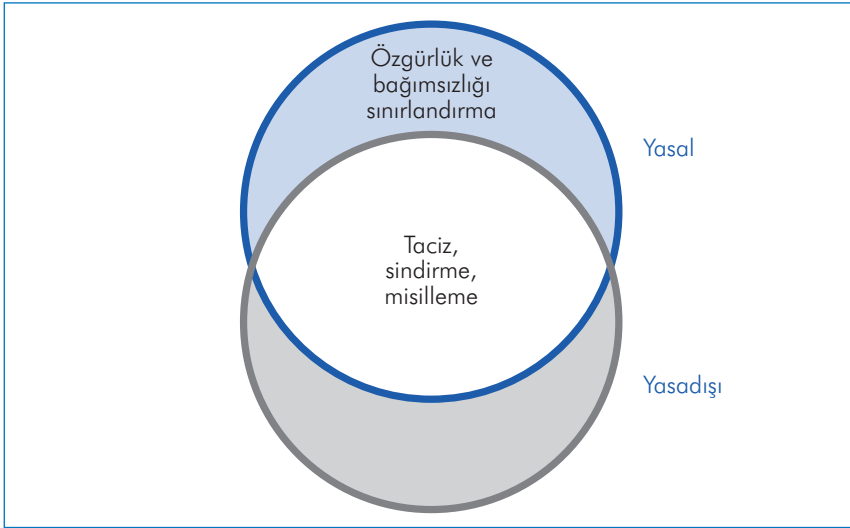 Özgürlük ve
bağımsızlığı
sınırlandırma
Yasal
Taciz,
sindirme,
misilleme
Yasadışı